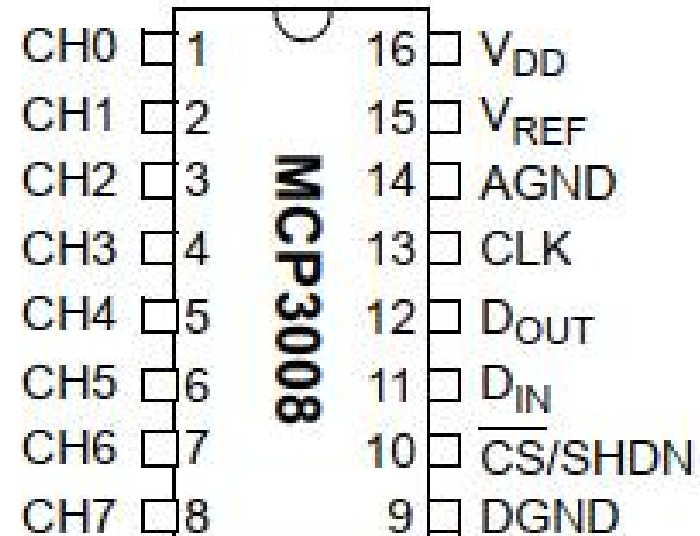 CH0 1 16 VDD
CH1 2 15 VREF
CH2 3 14 AGND
CH3 4 13 CLK
CH4 5 12 DOUT
CH5 6 11 DIN
CH6 7 10 C̅S̅/SHDN
CH7 8 9 DGND
MCP3008